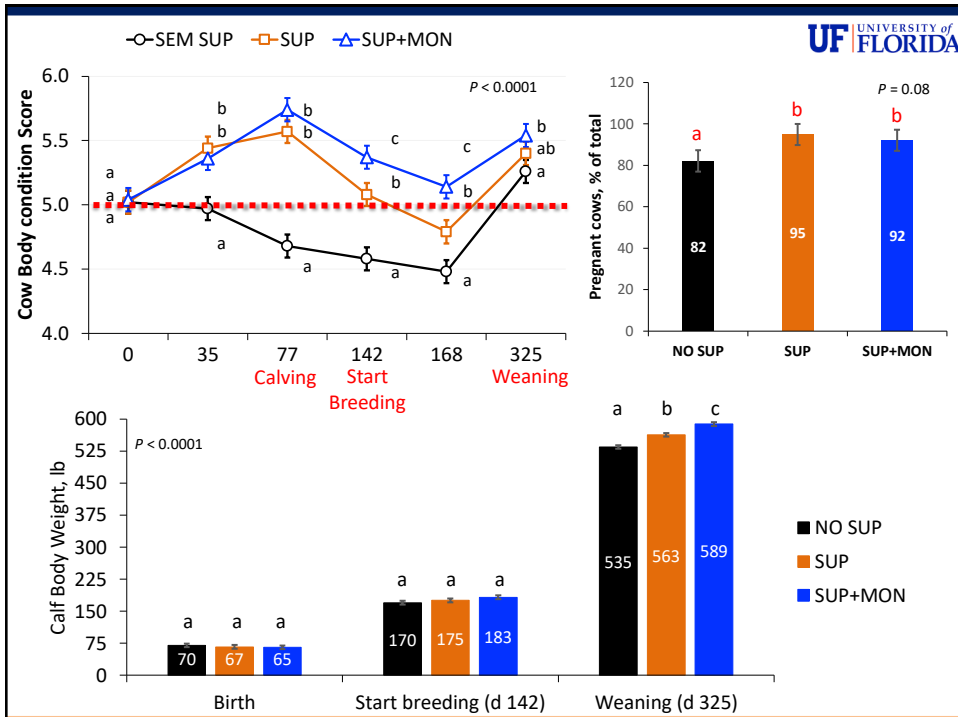 SEM SUP SUP SUP+MON
UF UNIVERSITY of FLORIDA
Cow Body condition Score
6.0
5.5
5.0
4.5
4.0
P < 0.0001
a
a
a
b
b
a
b
b
a
c
b
a
c
b
a
b
ab
a
0 35 77 142 168 325
Calving Start Breeding Weaning
Pregnant cows, % of total
120
100
80
60
40
20
0
P = 0.08
a b b
82 95 92
NO SUP SUP SUP+MON
Calf Body Weight, lb
600
525
450
375
300
225
150
75
0
P < 0.0001
a a a
70 67 65
a a a
170 175 183
a b c
535 563 589
Birth Start breeding (d 142) Weaning (d 325)
NO SUP
SUP
SUP+MON